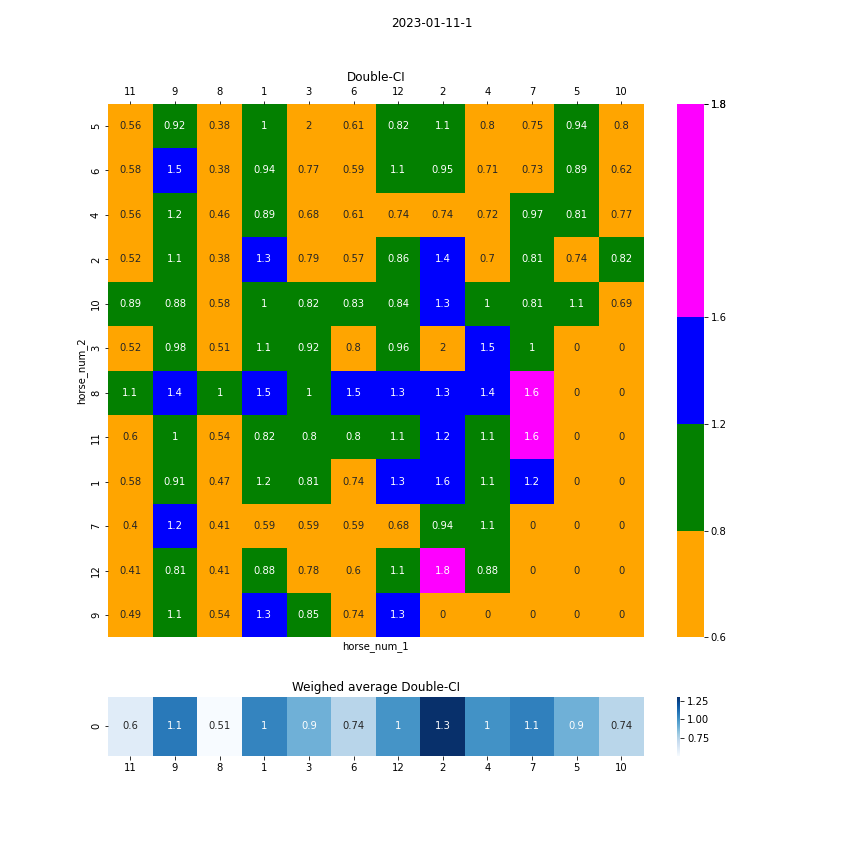 2023-01-11-1
Double-CI
11 9 8 1 3 6 12 2 4 7 5 10
5 0.56 0.92 0.38 1 2 0.61 0.82 1.1 0.8 0.75 0.94 0.8
6 0.58 1.5 0.38 0.94 0.77 0.59 1.1 0.95 0.71 0.73 0.89 0.62
4 0.56 1.2 0.46 0.89 0.68 0.61 0.74 0.74 0.72 0.97 0.81 0.77
2 0.52 1.1 0.38 1.3 0.79 0.57 0.86 1.4 0.7 0.81 0.74 0.82
10 0.89 0.88 0.58 1 0.82 0.83 0.84 1.3 1 0.81 1.1 0.69
3 0.52 0.98 0.51 1.1 0.92 0.8 0.96 2 1.5 1 0 0
8 1.1 1.4 1 1.5 1 1.5 1.3 1.3 1.4 1.6 0 0
11 0.6 1 0.54 0.82 0.8 0.8 1.1 1.2 1.1 1.6 0 0
1 0.58 0.91 0.47 1.2 0.81 0.74 1.3 1.6 1.1 1.2 0 0
7 0.4 1.2 0.41 0.59 0.59 0.59 0.68 0.94 1.1 0 0 0
12 0.41 0.81 0.41 0.88 0.78 0.6 1.1 1.8 0.88 0 0 0
9 0.49 1.1 0.54 1.3 0.85 0.74 1.3 0 0 0 0 0
horse_num_2
horse_num_1
1.8
1.6
1.2
0.8
0.6
Weighed average Double-CI
0 0.6 1.1 0.51 1 0.9 0.74 1 1.3 1 1.1 0.9 0.74
11 9 8 1 3 6 12 2 4 7 5 10
1.25
1.00
0.75